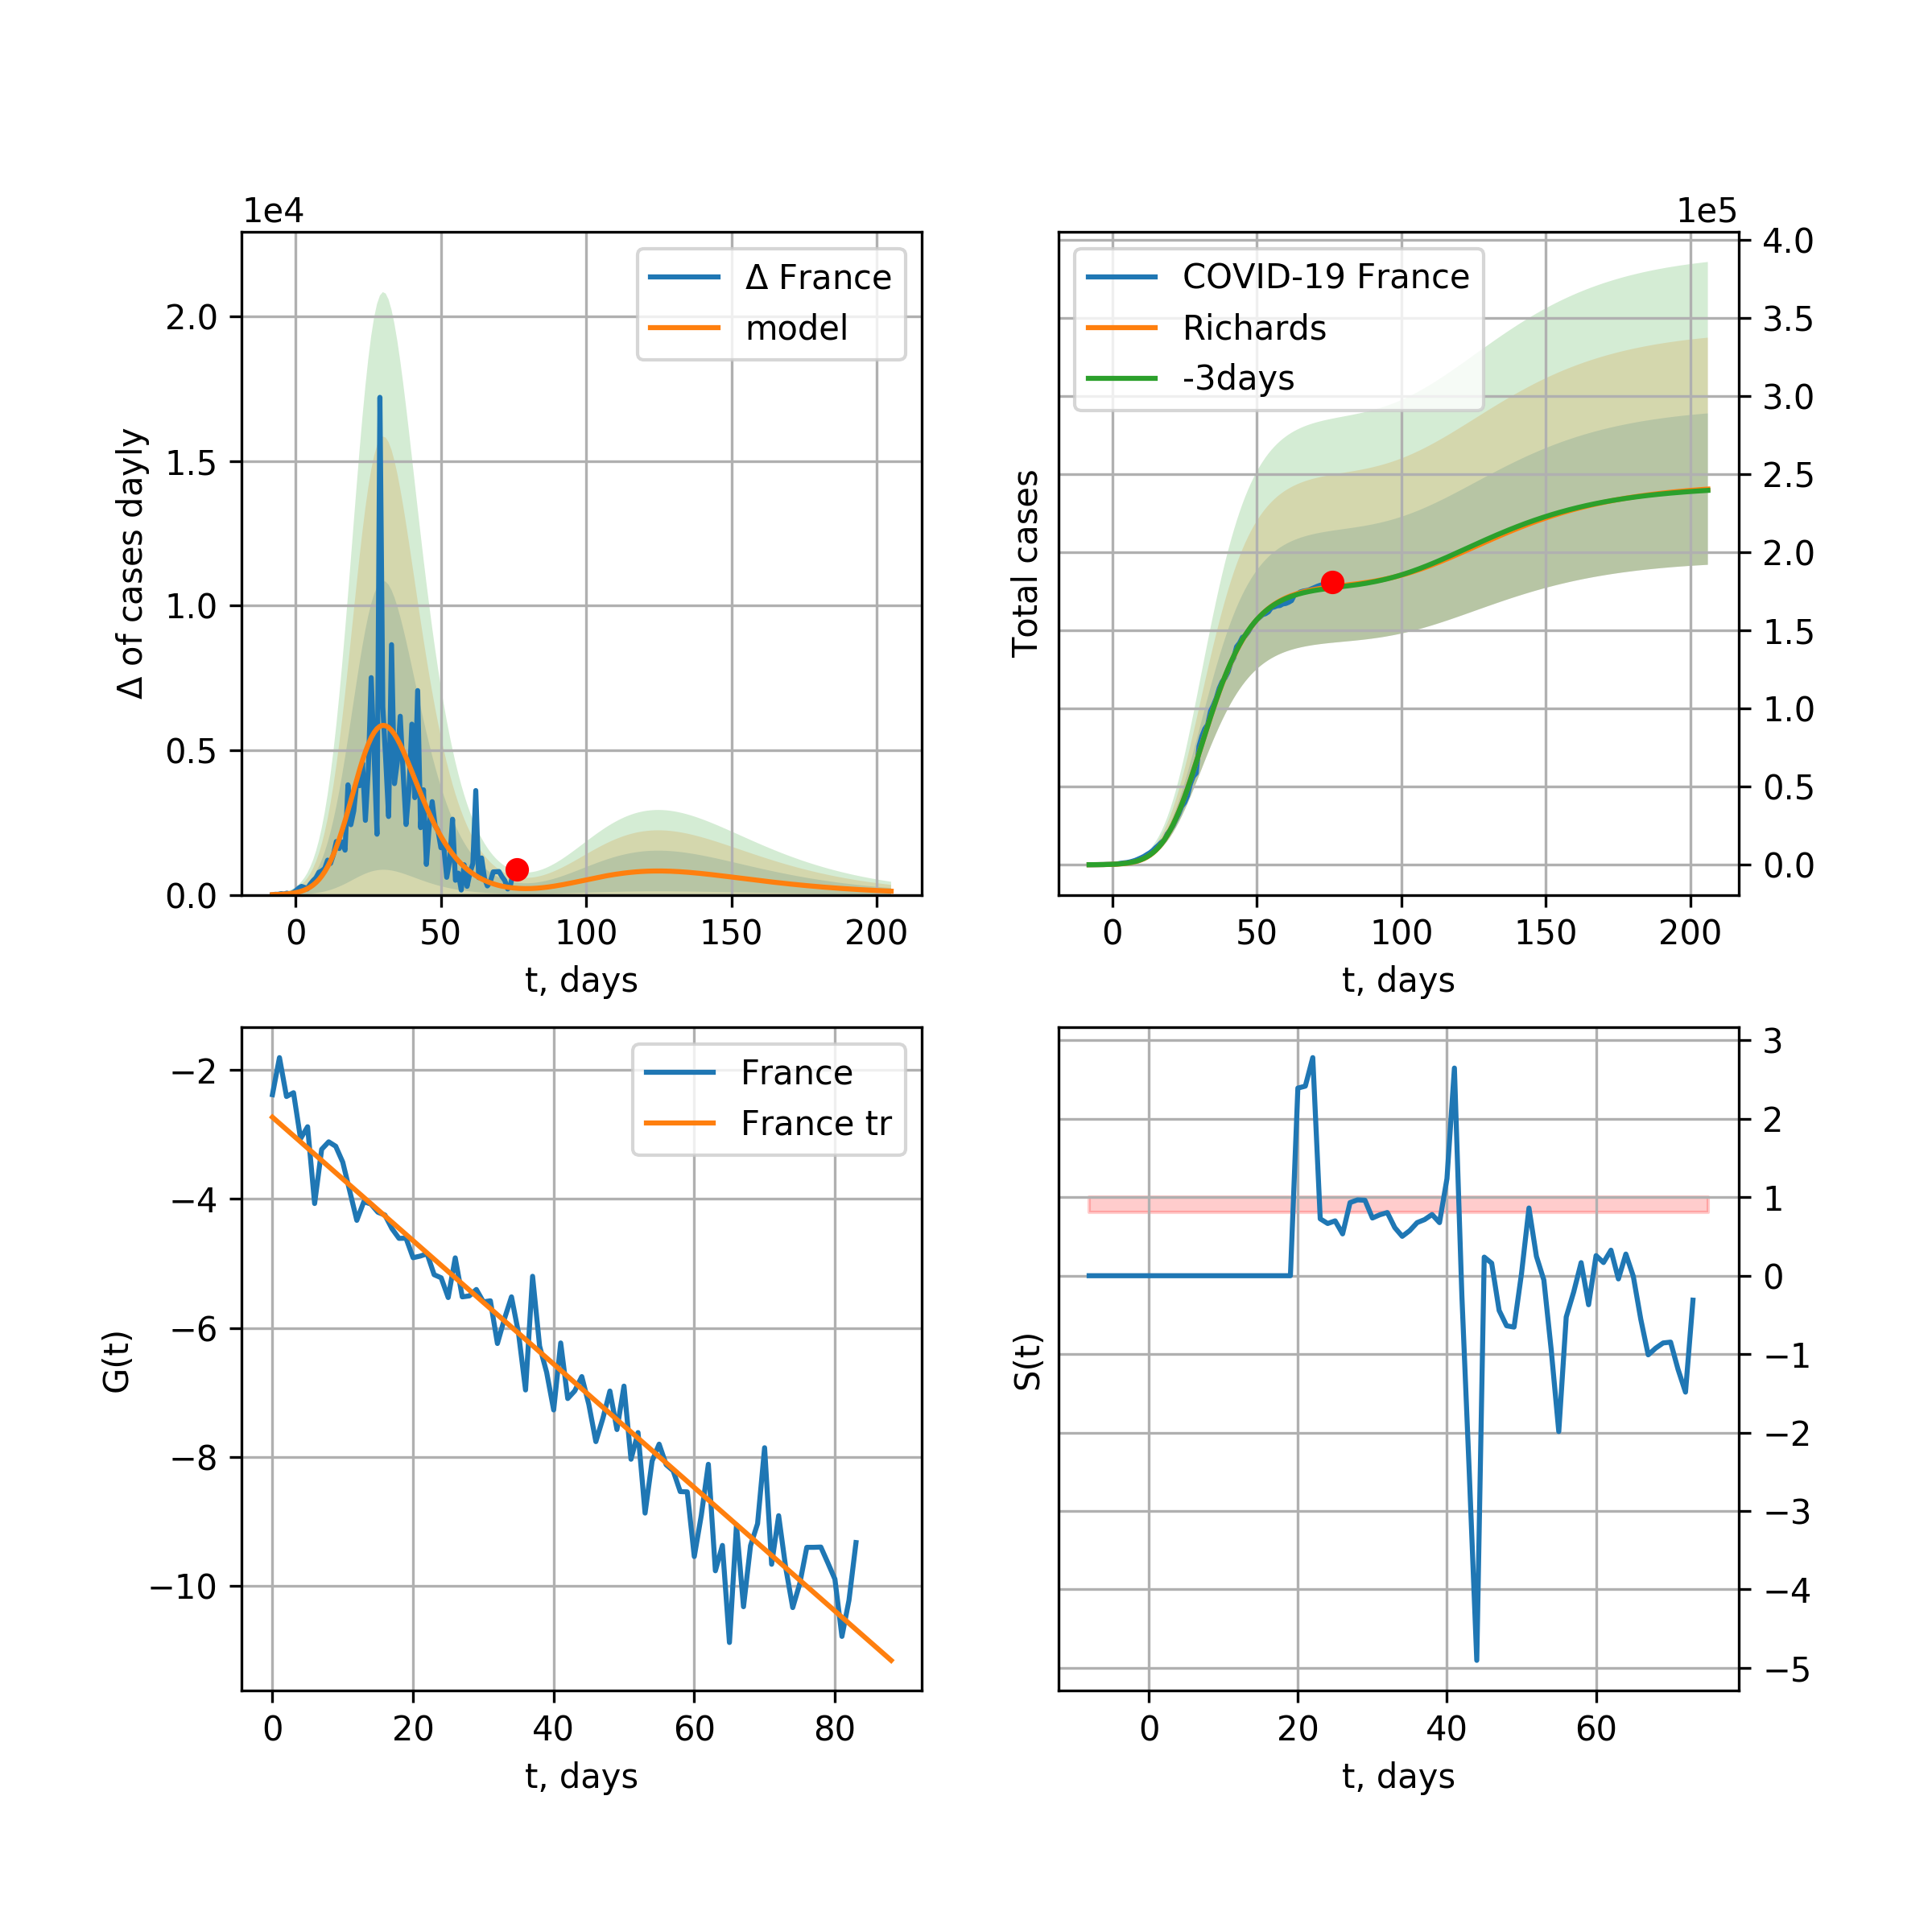 1e4
Δ of cases dayly
2.0
1.5
1.0
0.5
0.0
0 50 100 150 200
t, days
Δ France
model
1e5
Total cases
4.0
3.5
3.0
2.5
2.0
1.5
1.0
0.5
0.0
0 50 100 150 200
t, days
COVID-19 France
Richards
-3days
G(t)
−2
−4
−6
−8
−10
0 20 40 60 80
t, days
France
France tr
S(t)
3
2
1
0
−1
−2
−3
−4
−5
0 20 40 60
t, days